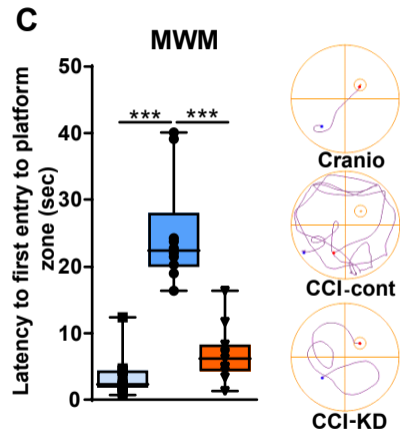 C
MWM
Latency to first entry to platform
zone (sec)
50
40
30
20
10
0
***
***
Cranio
CCI-cont
CCI-KD